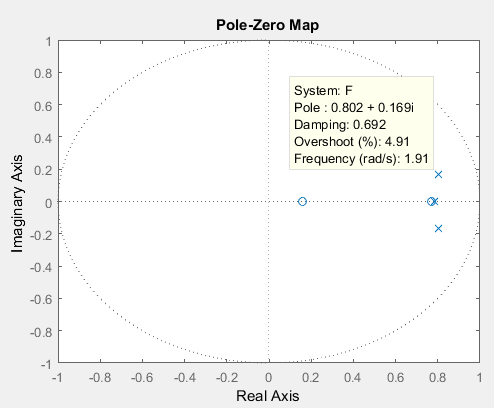 Pole-Zero Map
System: F
Pole : 0.802 + 0.169i
Damping: 0.692
Overshoot (%): 4.91
Frequency (rad/s): 1.91
Imaginary Axis
1
0.8
0.6
0.4
0.2
0
-0.2
-0.4
-0.6
-0.8
-1
-1 -0.8 -0.6 -0.4 -0.2 0 0.2 0.4 0.6 0.8 1
Real Axis